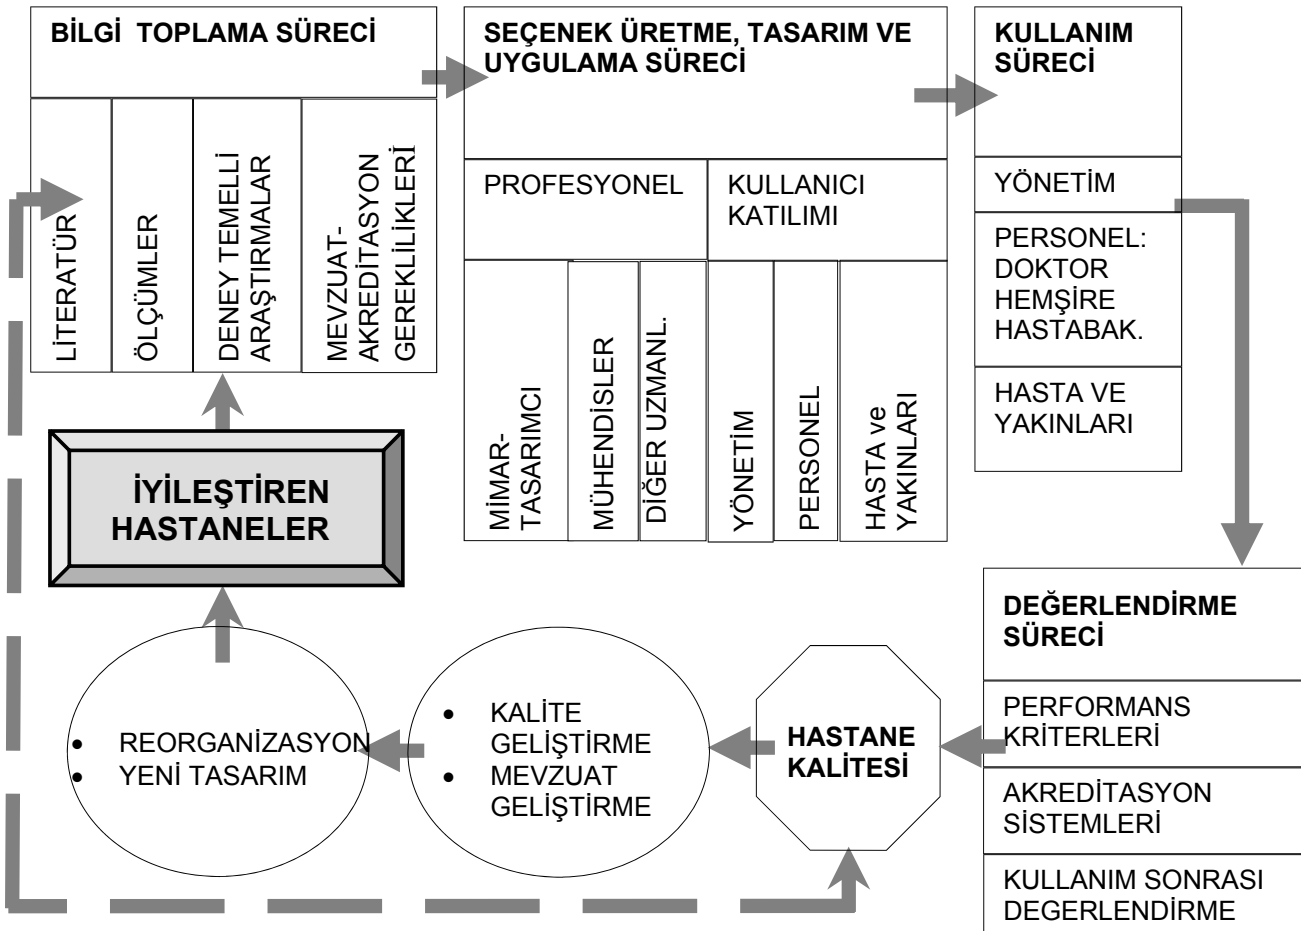 BİLGİ TOPLAMA SÜRECİ
LİTERATÜR
ÖLÇÜMLER
DENEY TEMELLİ
ARAŞTIRMALAR
MEVZUAT-
AKREDİTASYON
GEREKLİLİKLERİ
SEÇENEK ÜRETME, TASARIM VE
UYGULAMA SÜRECİ
PROFESYONEL
KULLANICI
KATILIMI
MİMAR-
TASARIMCI
MÜHENDİSLER
DİĞER UZMANL.
YÖNETİM
PERSONEL
HASTA ve
YAKINLARI
KULLANIM
SÜRECİ
YÖNETİM
PERSONEL:
DOKTOR
HEMŞİRE
HASTABAK.
HASTA VE
YAKINLARI
İYİLEŞTİREN
HASTANELER
DEĞERLENDİRME
SÜRECİ
PERFORMANS
KRİTERLERİ
AKREDİTASYON
SİSTEMLERİ
KULLANIM SONRASI
DEGERLENDİRME
HASTANE
KALİTESİ
• KALİTE
GELİŞTİRME
• MEVZUAT
GELİŞTİRME
• REORGANİZASYON
• YENİ TASARIM